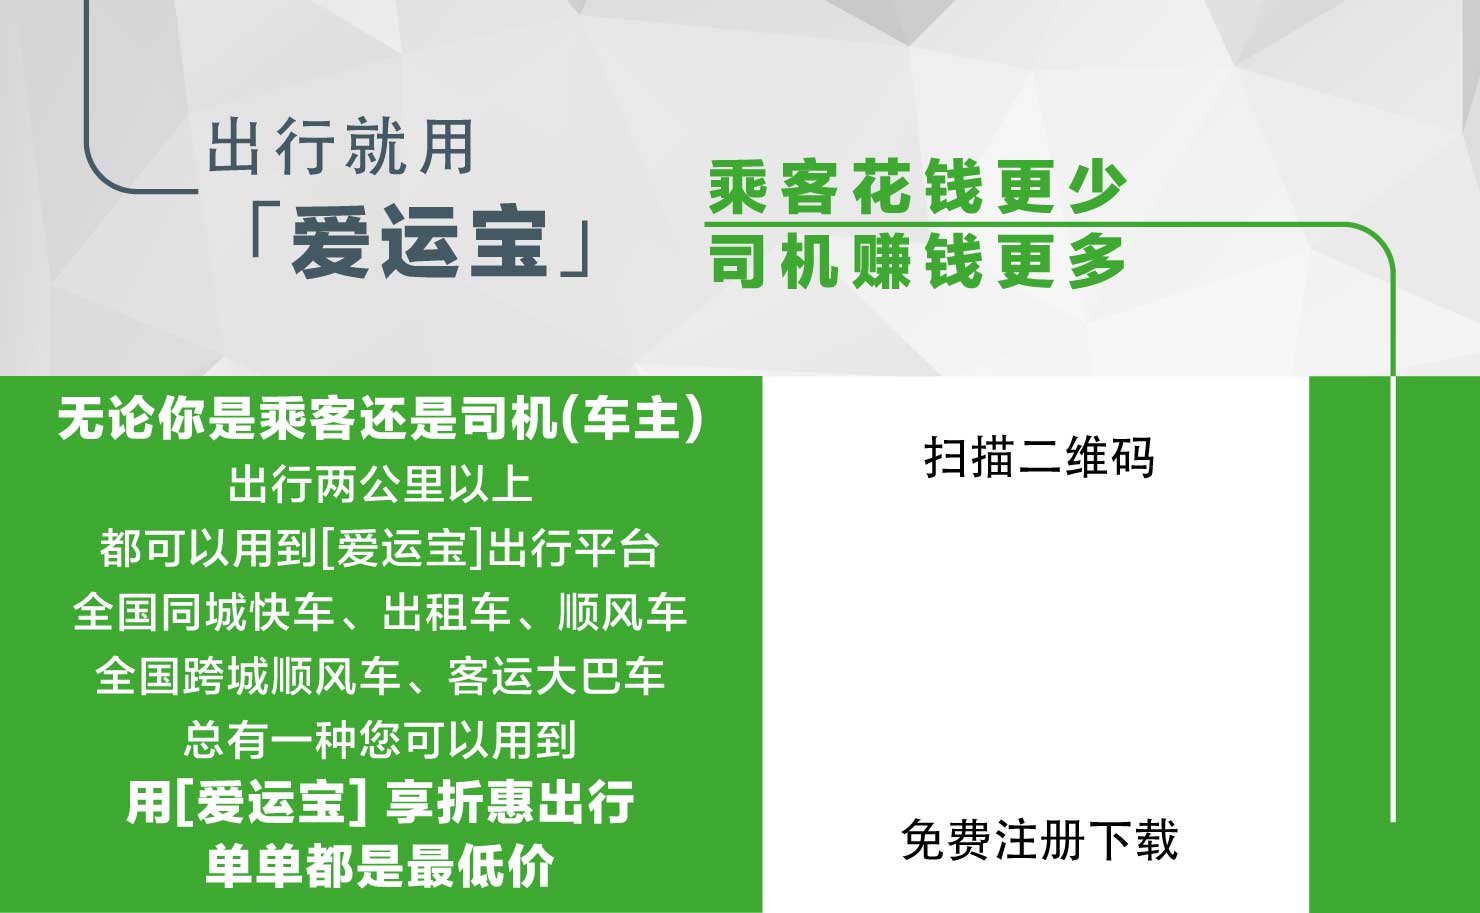 出行就用
「爱运宝」
乘客花钱更少
司机赚钱更多
无论你是乘客还是司机(车主)
出行两公里以上
都可以用到[爱运宝]出行平台
全国同城快车、出租车、顺风车
全国跨城顺风车、客运大巴车
总有一种您可以用到
用[爱运宝] 享折惠出行
单单都是最低价
扫描二维码
免费注册下载